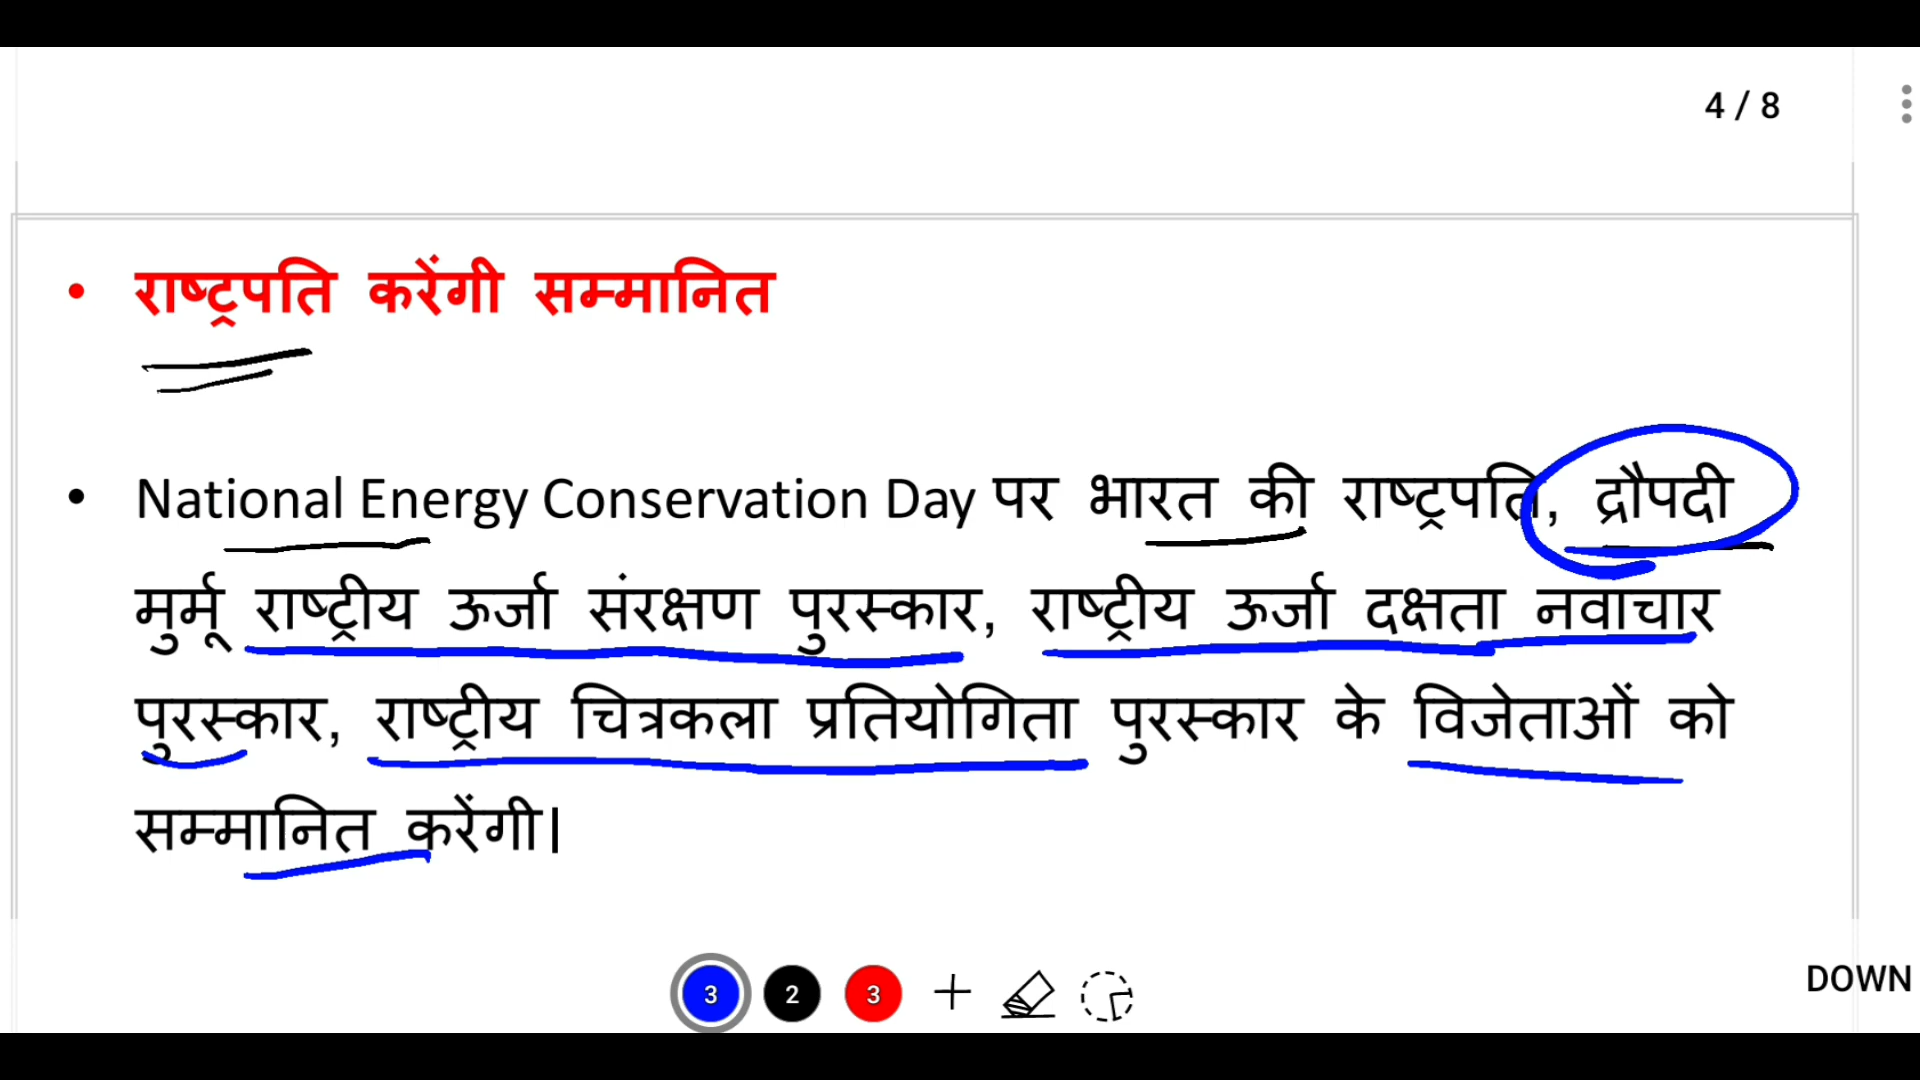 4 / 8
• राष्ट्रपति करेंगी सम्मानित
• National Energy Conservation Day पर भारत की राष्ट्रपति, द्रौपदी
मुर्मू राष्ट्रीय ऊर्जा संरक्षण पुरस्कार, राष्ट्रीय ऊर्जा दक्षता नवाचार
पुरस्कार, राष्ट्रीय चित्रकला प्रतियोगिता पुरस्कार के विजेताओं को
सम्मानित करेंगी।
3 2 3
DOWN